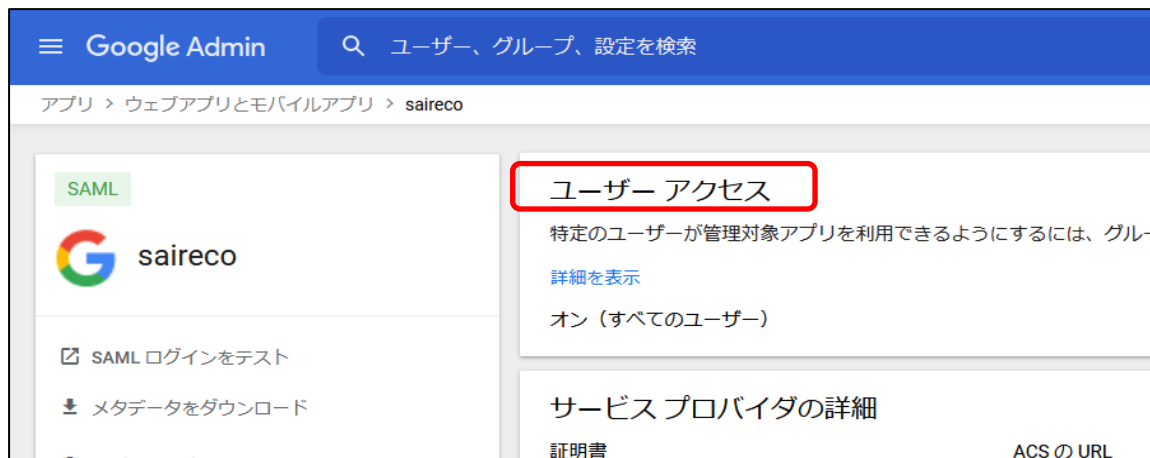 Google Admin
ユーザー、グループ、設定を検索
アプリ > ウェブアプリとモバイルアプリ > saireco
SAML
saireco
SAML ログインをテスト
メタデータをダウンロード
ユーザー アクセス
特定のユーザーが管理対象アプリを利用できるようにするには、グルー
詳細を表示
オン（すべてのユーザー）
サービス プロバイダの詳細
証明書
ACS の URL